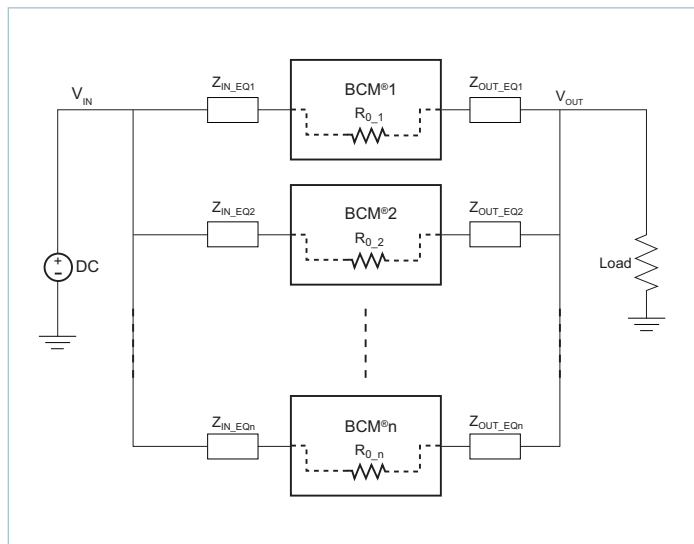 Z_IN_EQ1 BCM®1 Z_OUT_EQ1
V_IN R_0_1 V_OUT
Z_IN_EQ2 BCM®2 Z_OUT_EQ2
R_0_2
+
- DC Load
Z_IN_EQn BCM®n Z_OUT_EQn
R_0_n